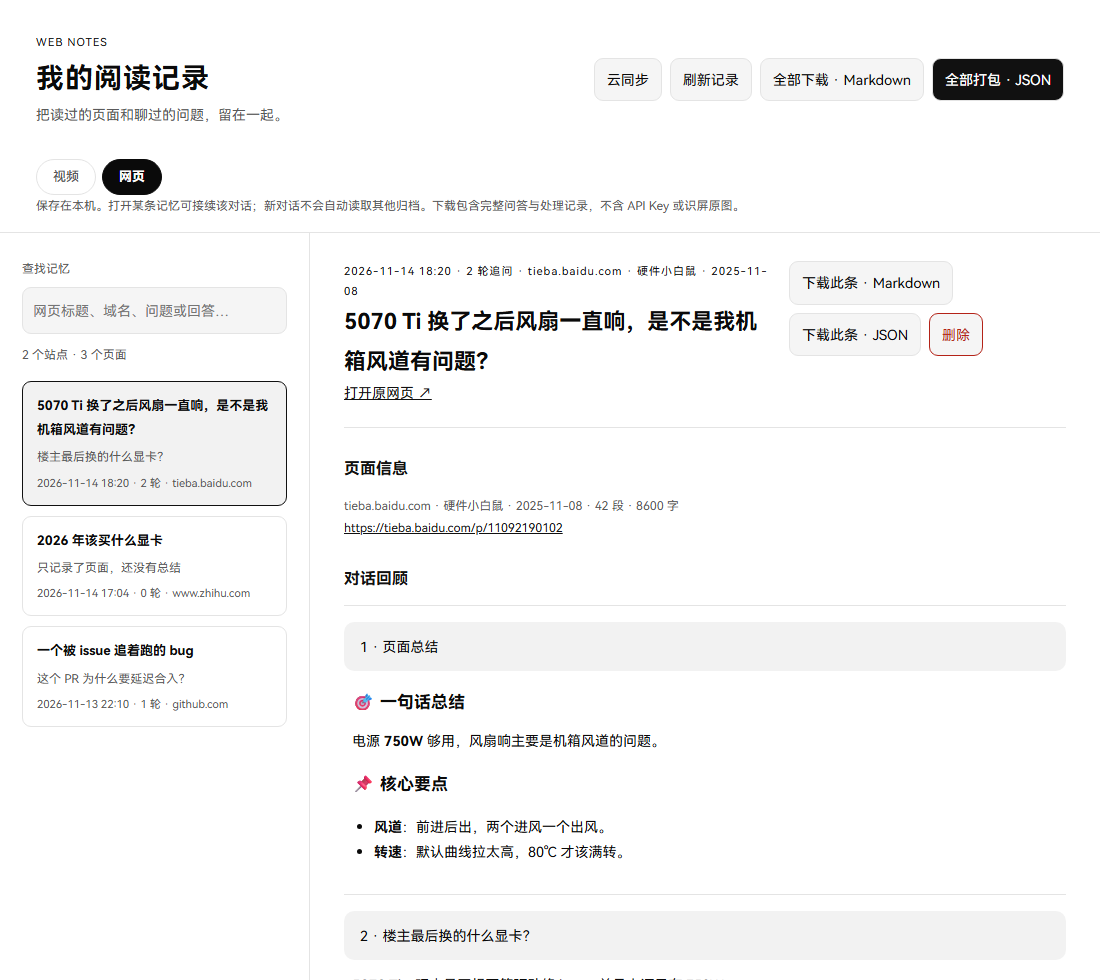 WEB NOTES
我的阅读记录
把读过的页面和聊过的问题，留在一起。
云同步
刷新记录
全部下载 · Markdown
全部打包 · JSON
视频
网页
保存在本机。打开某条记忆可接续该对话；新对话不会自动读取其他归档。下载包含完整问答与处理记录，不含 API Key 或识屏原图。
查找记忆
网页标题、域名、问题或回答…
2 个站点 · 3 个页面
5070 Ti 换了之后风扇一直响，是不是我
机箱风道有问题？
楼主最后换的什么显卡？
2026-11-14 18:20 · 2 轮 · tieba.baidu.com
2026 年该买什么显卡
只记录了页面，还没有总结
2026-11-14 17:04 · 0 轮 · www.zhihu.com
一个被 issue 追着跑的 bug
这个 PR 为什么要延迟合入？
2026-11-13 22:10 · 1 轮 · github.com
2026-11-14 18:20 · 2 轮追问 · tieba.baidu.com · 硬件小白鼠 · 2025-11-
08
5070 Ti 换了之后风扇一直响，是不是我机
箱风道有问题？
打开原网页 ↗
下载此条 · Markdown
下载此条 · JSON
删除
页面信息
tieba.baidu.com · 硬件小白鼠 · 2025-11-08 · 42 段 · 8600 字
https://tieba.baidu.com/p/11092190102
对话回顾
1 · 页面总结
🎯 一句话总结
电源 750W 够用，风扇响主要是机箱风道的问题。
📌 核心要点
• 风道：前进后出，两个进风一个出风。
• 转速：默认曲线拉太高，80℃ 才该满转。
2 · 楼主最后换的什么显卡？